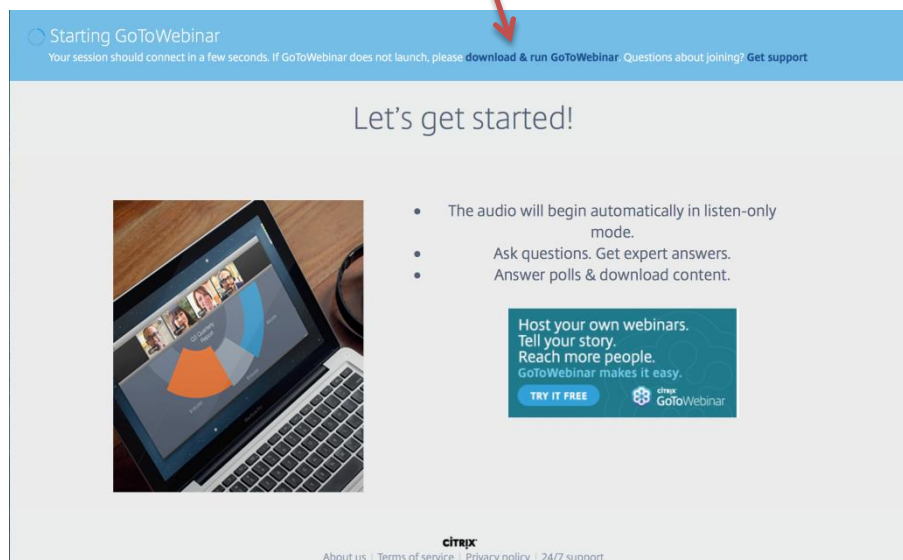 Starting GoToWebinar
Your session should connect in a few seconds. If GoToWebinar does not launch, please download & run GoToWebinar. Questions about joining? Get support
Let's get started!
• The audio will begin automatically in listen-only
mode.
• Ask questions. Get expert answers.
• Answer polls & download content.
Q3 Quarterly
Report
Host your own webinars.
Tell your story.
Reach more people.
GoToWebinar makes it easy.
TRY IT FREE
citrix
GoToWebinar
CITRIX
About us | Terms of service | Privacy policy | 24/7 support